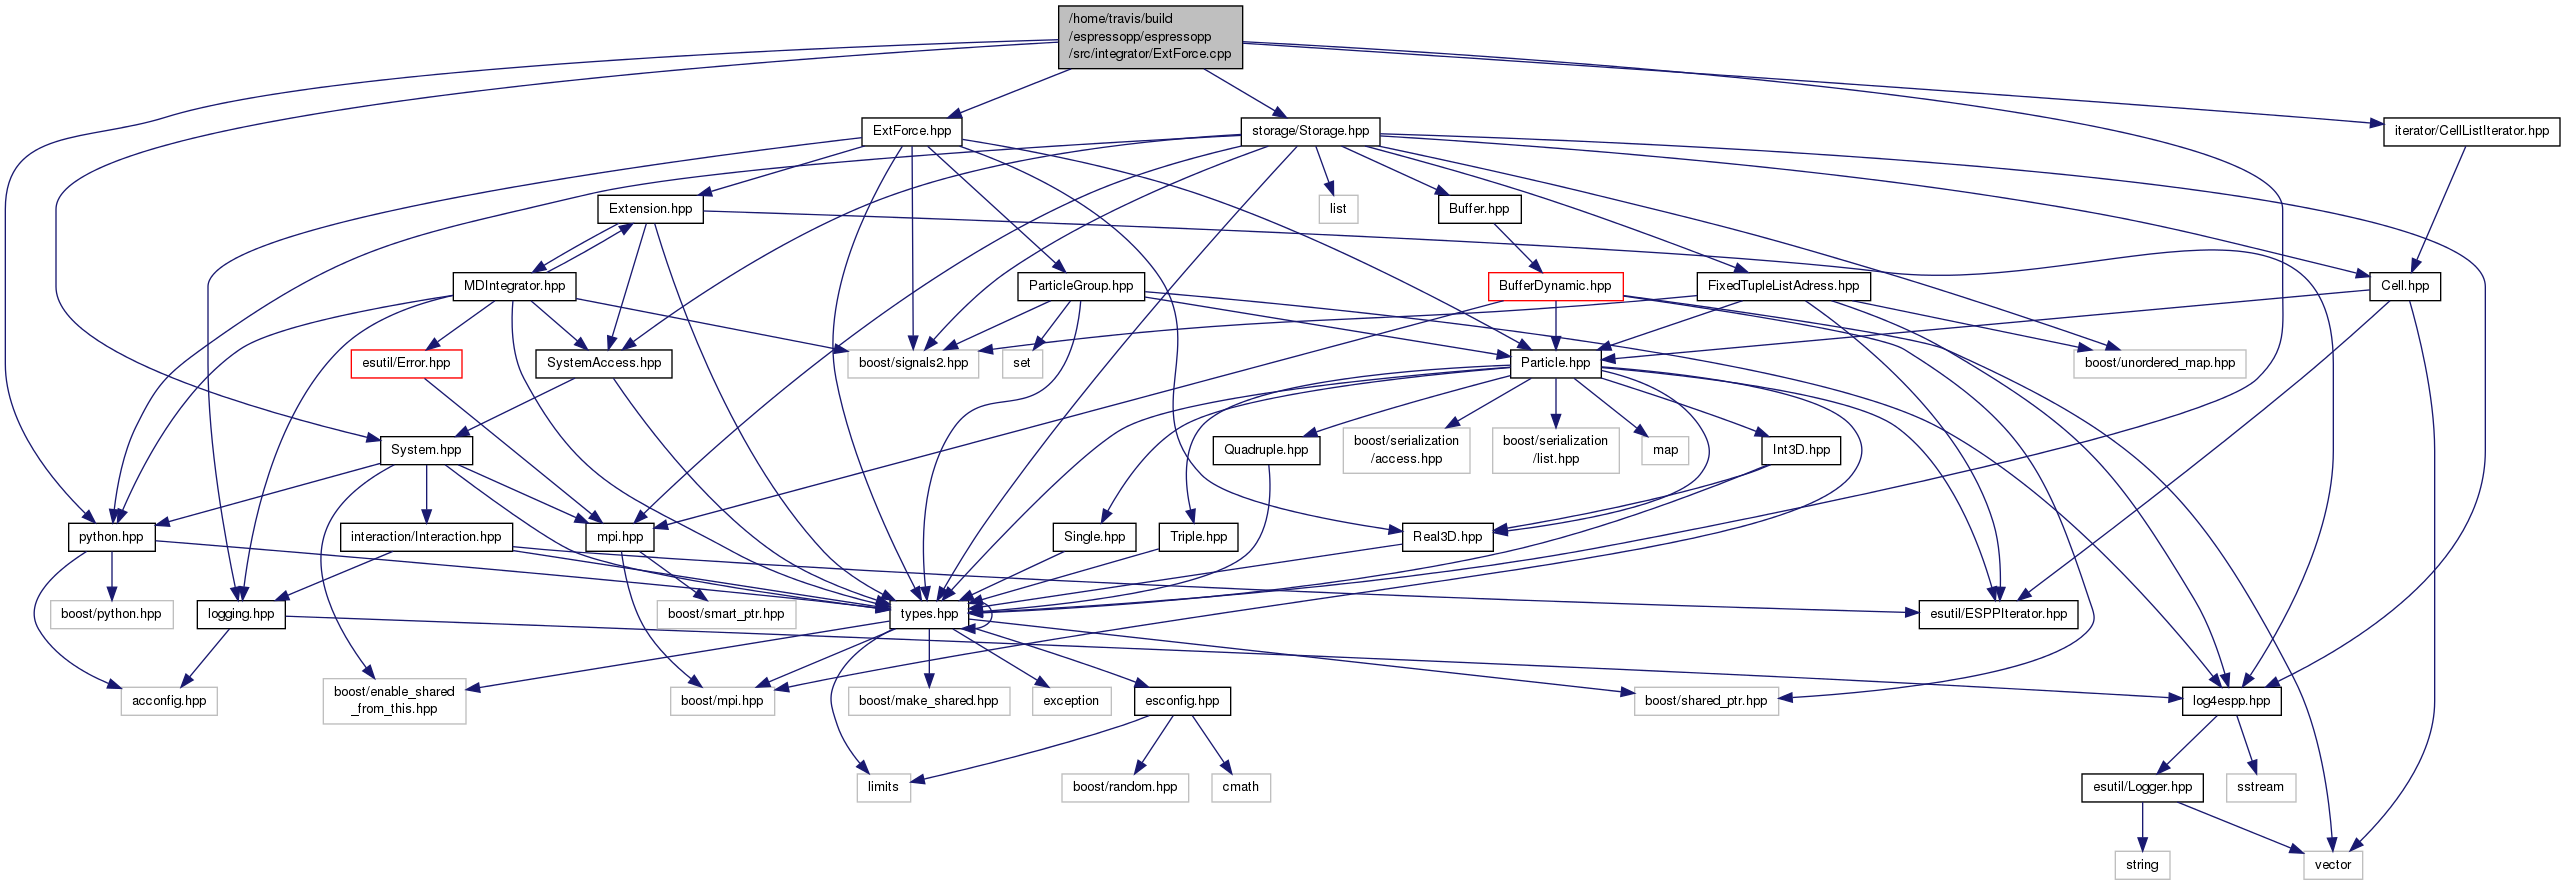 /home/travis/build
/espressopp/espressopp
/src/integrator/ExtForce.cpp
ExtForce.hpp
storage/Storage.hpp
iterator/CellListIterator.hpp
Extension.hpp
list
Buffer.hpp
MDIntegrator.hpp
ParticleGroup.hpp
BufferDynamic.hpp
FixedTupleListAdress.hpp
Cell.hpp
esutil/Error.hpp
SystemAccess.hpp
boost/signals2.hpp
set
Particle.hpp
boost/unordered_map.hpp
System.hpp
Quadruple.hpp
boost/serialization
/access.hpp
boost/serialization
/list.hpp
map
Int3D.hpp
python.hpp
interaction/Interaction.hpp
mpi.hpp
Single.hpp
Triple.hpp
Real3D.hpp
boost/python.hpp
logging.hpp
boost/smart_ptr.hpp
types.hpp
esutil/ESPPIterator.hpp
acconfig.hpp
boost/enable_shared
_from_this.hpp
boost/mpi.hpp
boost/make_shared.hpp
exception
esconfig.hpp
boost/shared_ptr.hpp
log4espp.hpp
limits
boost/random.hpp
cmath
esutil/Logger.hpp
sstream
string
vector